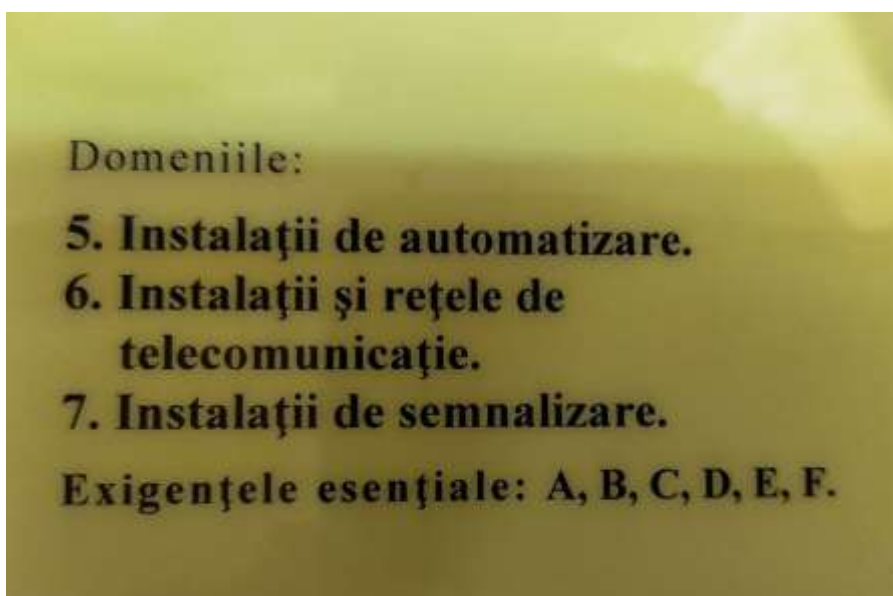 Domeniile:
5. Instalaţii de automatizare.
6. Instalaţii şi reţele de
telecomunicaţie.
7. Instalaţii de semnalizare.
Exigenţele esenţiale: A, B, C, D, E, F.